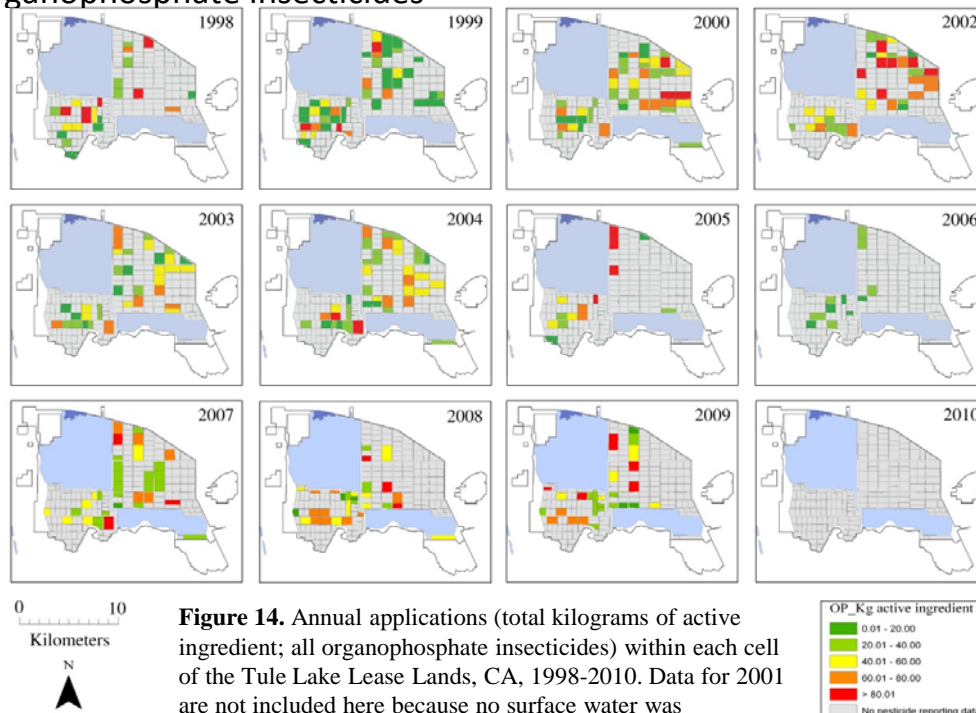 ganophosphate insecticides
1998
1999
2000
2002
2003
2004
2005
2006
2007
2008
2009
2010
0 10
Kilometers
N
Figure 14. Annual applications (total kilograms of active
ingredient; all organophosphate insecticides) within each cell
of the Tule Lake Lease Lands, CA, 1998-2010. Data for 2001
are not included here because no surface water was
OP_Kg active ingredient
0.01 - 20.00
20.01 - 40.00
40.01 - 60.00
60.01 - 80.00
> 80.01
No pesticide reporting data